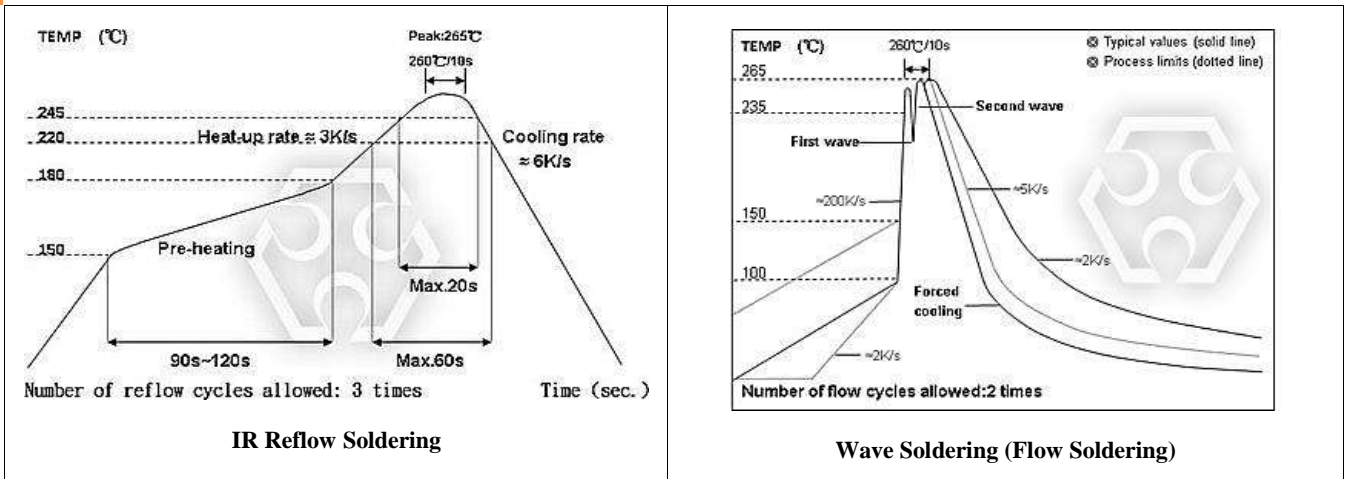 TEMP (℃)
Peak:265℃
260℃/10s
245
Heat-up rate ≈ 3K/s
Cooling rate
220
≈ 6K/s
180
150
Pre-heating
Max.20s
90s~120s
Max.60s
Number of reflow cycles allowed: 3 times
Time (sec.)
IR Reflow Soldering
TEMP (℃)
260℃/10s
⊗ Typical values (solid line)
⊗ Process limits (dotted line)
265
235
Second wave
First wave
≈200K/s
≈5K/s
150
≈2K/s
100
Forced
cooling
≈2K/s
Number of flow cycles allowed:2 times
Wave Soldering (Flow Soldering)